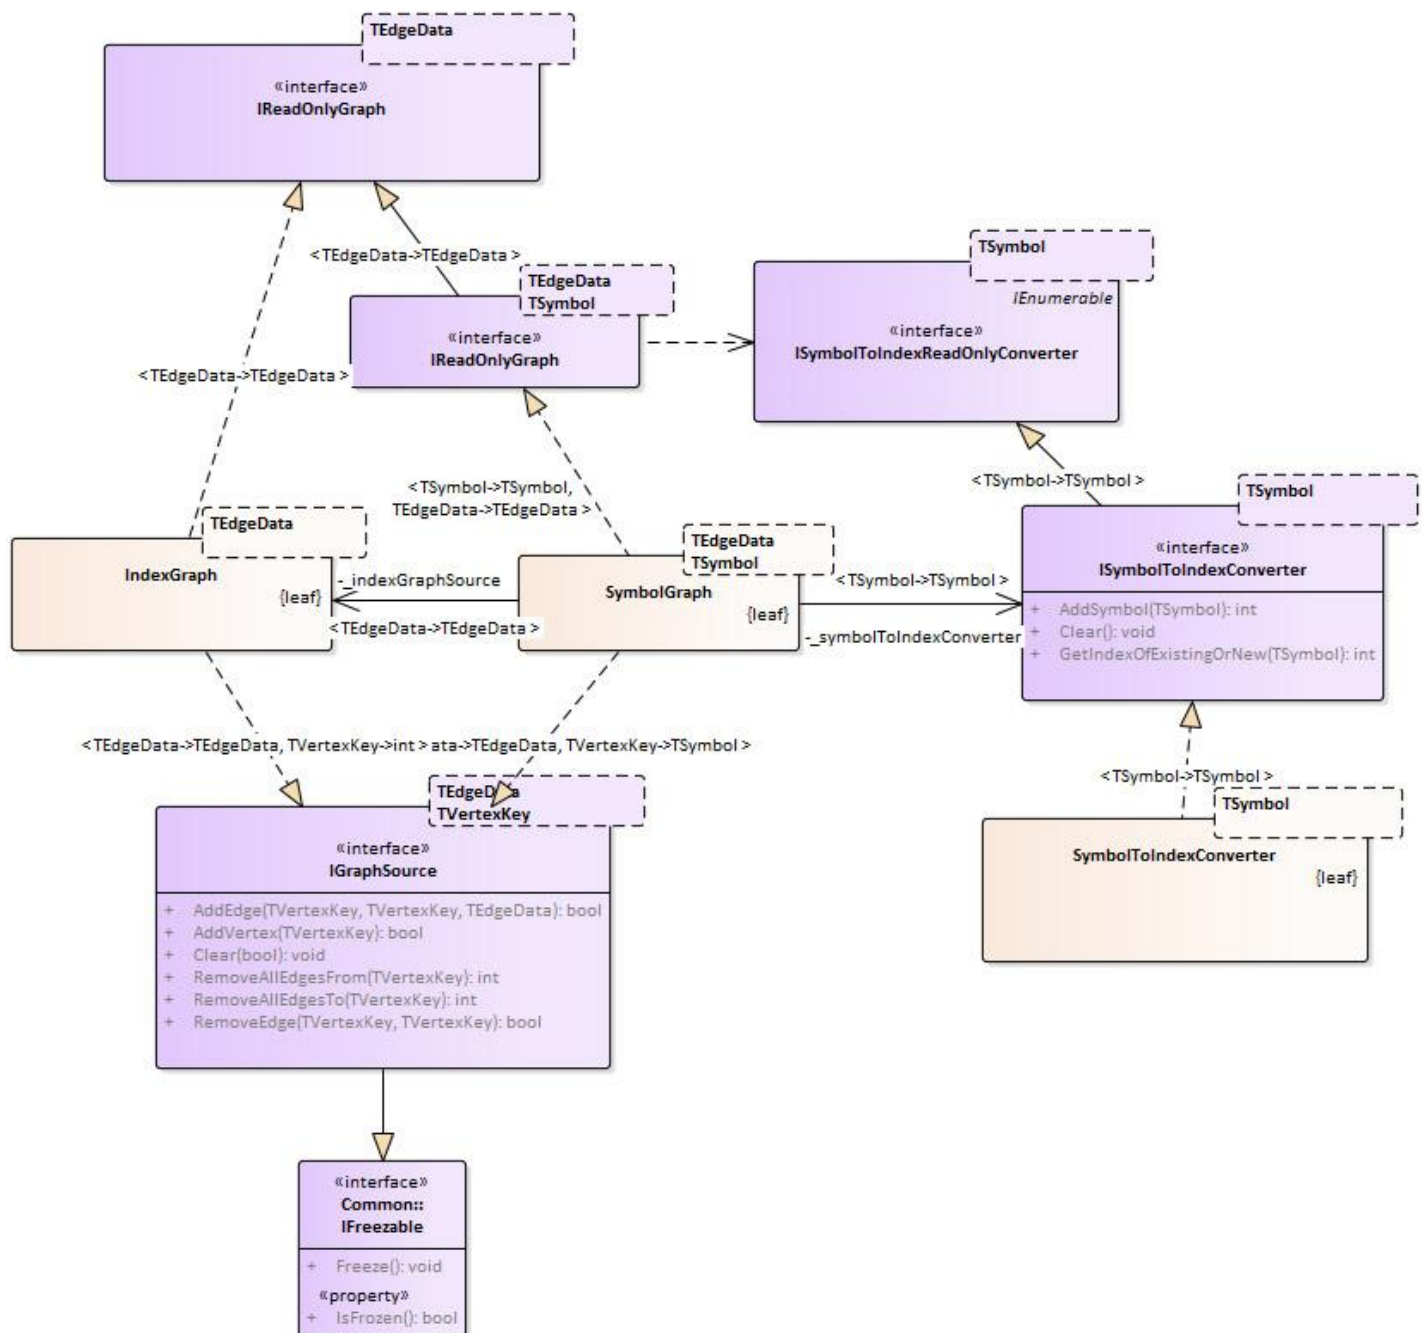 TEdgeData
«interface»
IReadOnlyGraph
<TEdgeData->TEdgeData>
TEdgeData
TSymbol
«interface»
IReadOnlyGraph
TSymbol
IEnumerable
«interface»
ISymbolToIndexReadOnlyConverter
<TEdgeData->TEdgeData>
<TSymbol->TSymbol,
TEdgeData->TEdgeData>
<TSymbol->TSymbol>
TEdgeData
IndexGraph
{leaf}
-_indexGraphSource
<TEdgeData->TEdgeData>
TEdgeData
TSymbol
SymbolGraph
{leaf}
<TSymbol->TSymbol>
-_symbolToIndexConverter
TSymbol
«interface»
ISymbolToIndexConverter
+ AddSymbol(TSymbol): int
+ Clear(): void
+ GetIndexOfExistingOrNew(TSymbol): int
<TEdgeData->TEdgeData, TVertexKey->int>
ata->TEdgeData, TVertexKey->TSymbol>
<TSymbol->TSymbol>
TEdgeData
TVertexKey
«interface»
IGraphSource
+ AddEdge(TVertexKey, TVertexKey, TEdgeData): bool
+ AddVertex(TVertexKey): bool
+ Clear(bool): void
+ RemoveAllEdgesFrom(TVertexKey): int
+ RemoveAllEdgesTo(TVertexKey): int
+ RemoveEdge(TVertexKey, TVertexKey): bool
TSymbol
SymbolToIndexConverter
{leaf}
«interface»
Common::
IFreezable
+ Freeze(): void
«property»
+ IsFrozen(): bool